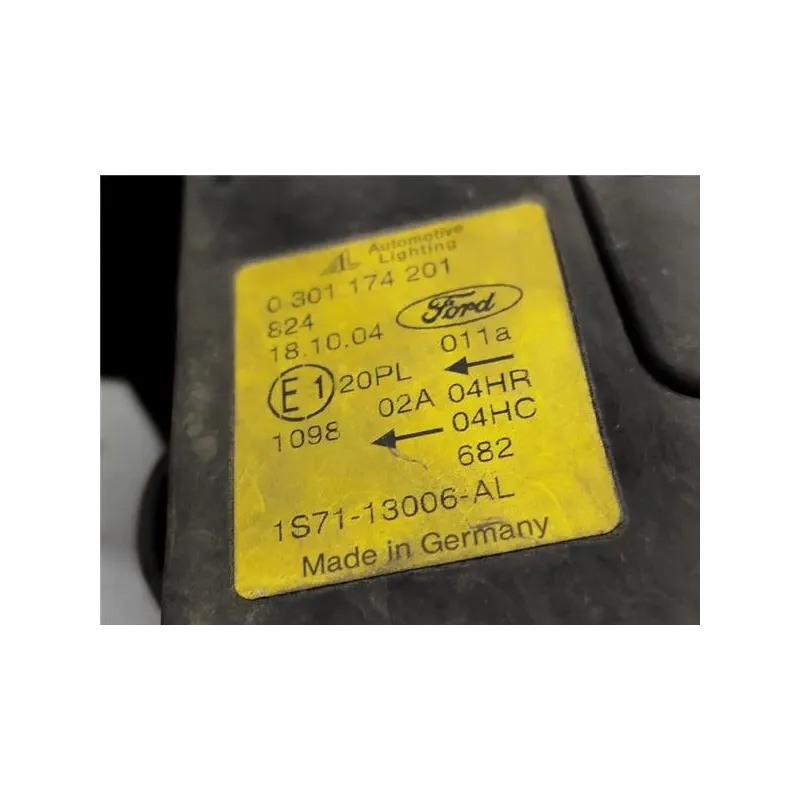 AL Automotive Lighting
0 301 174 201
824
18.10.04 Ford
011a
E1 20PL ←
02A 04HR
1098 ← 04HC
682
1S71-13006-AL
Made in Germany